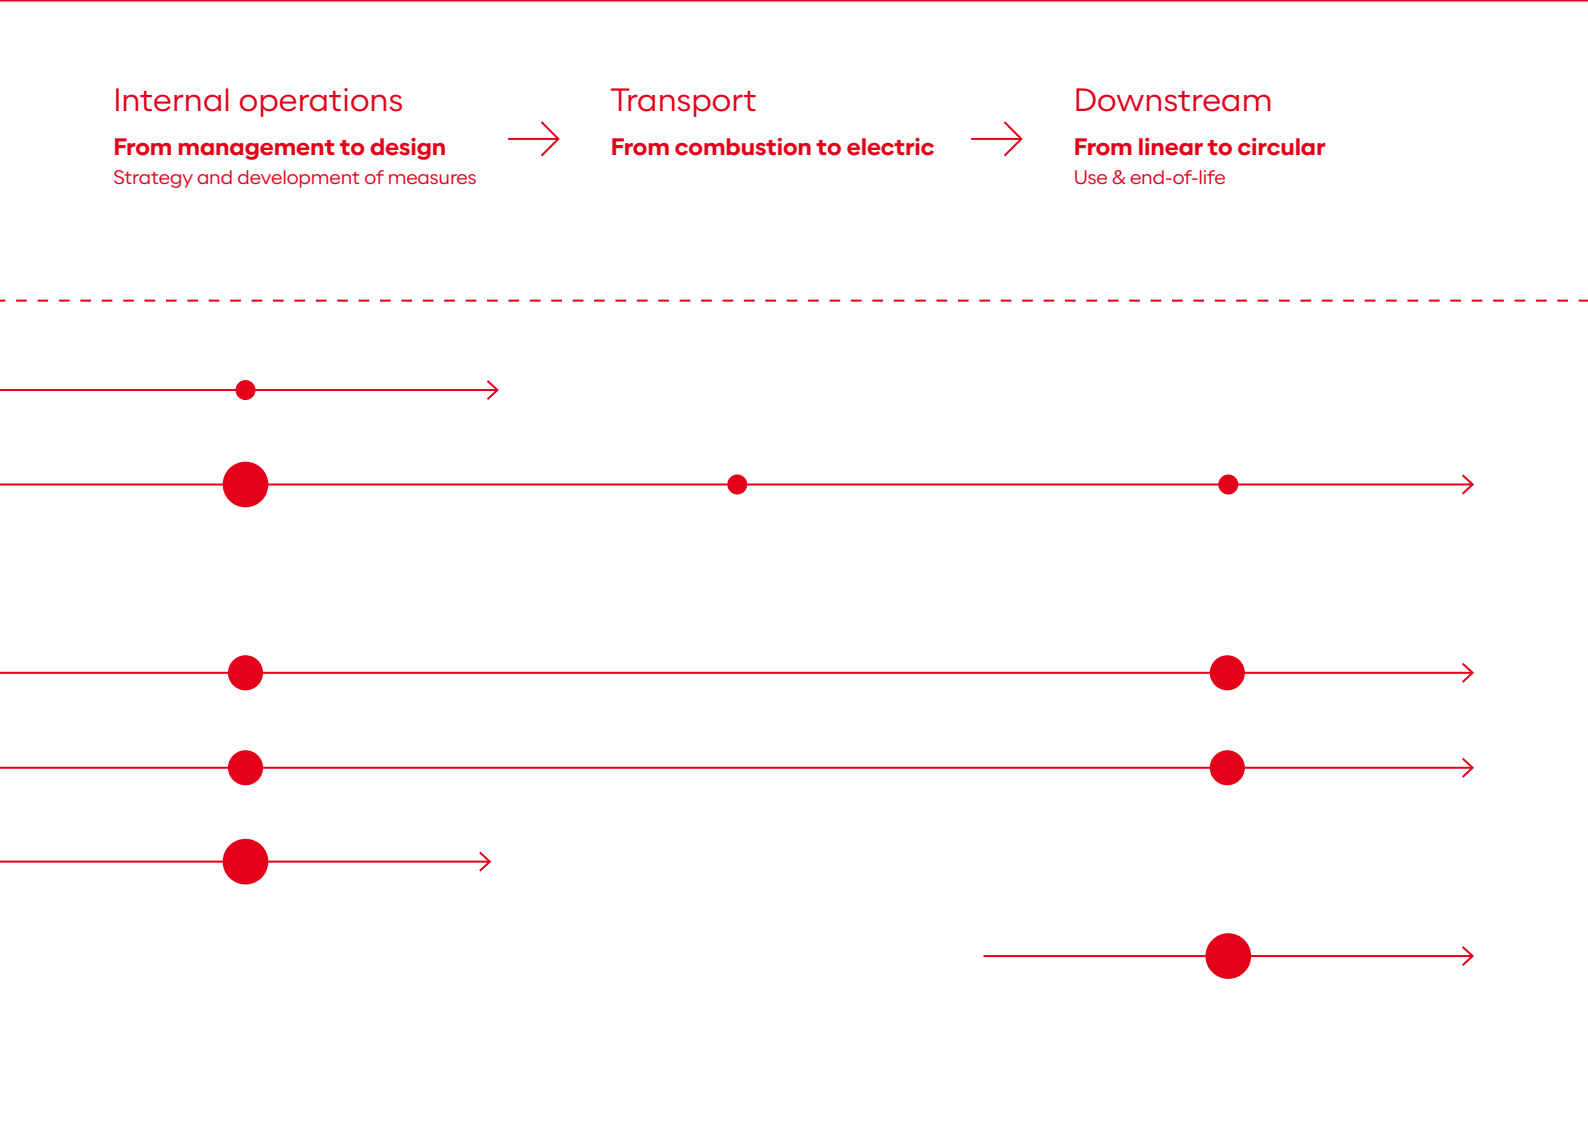 Internal operations
From management to design
Strategy and development of measures
Transport
From combustion to electric
Downstream
From linear to circular
Use & end-of-life